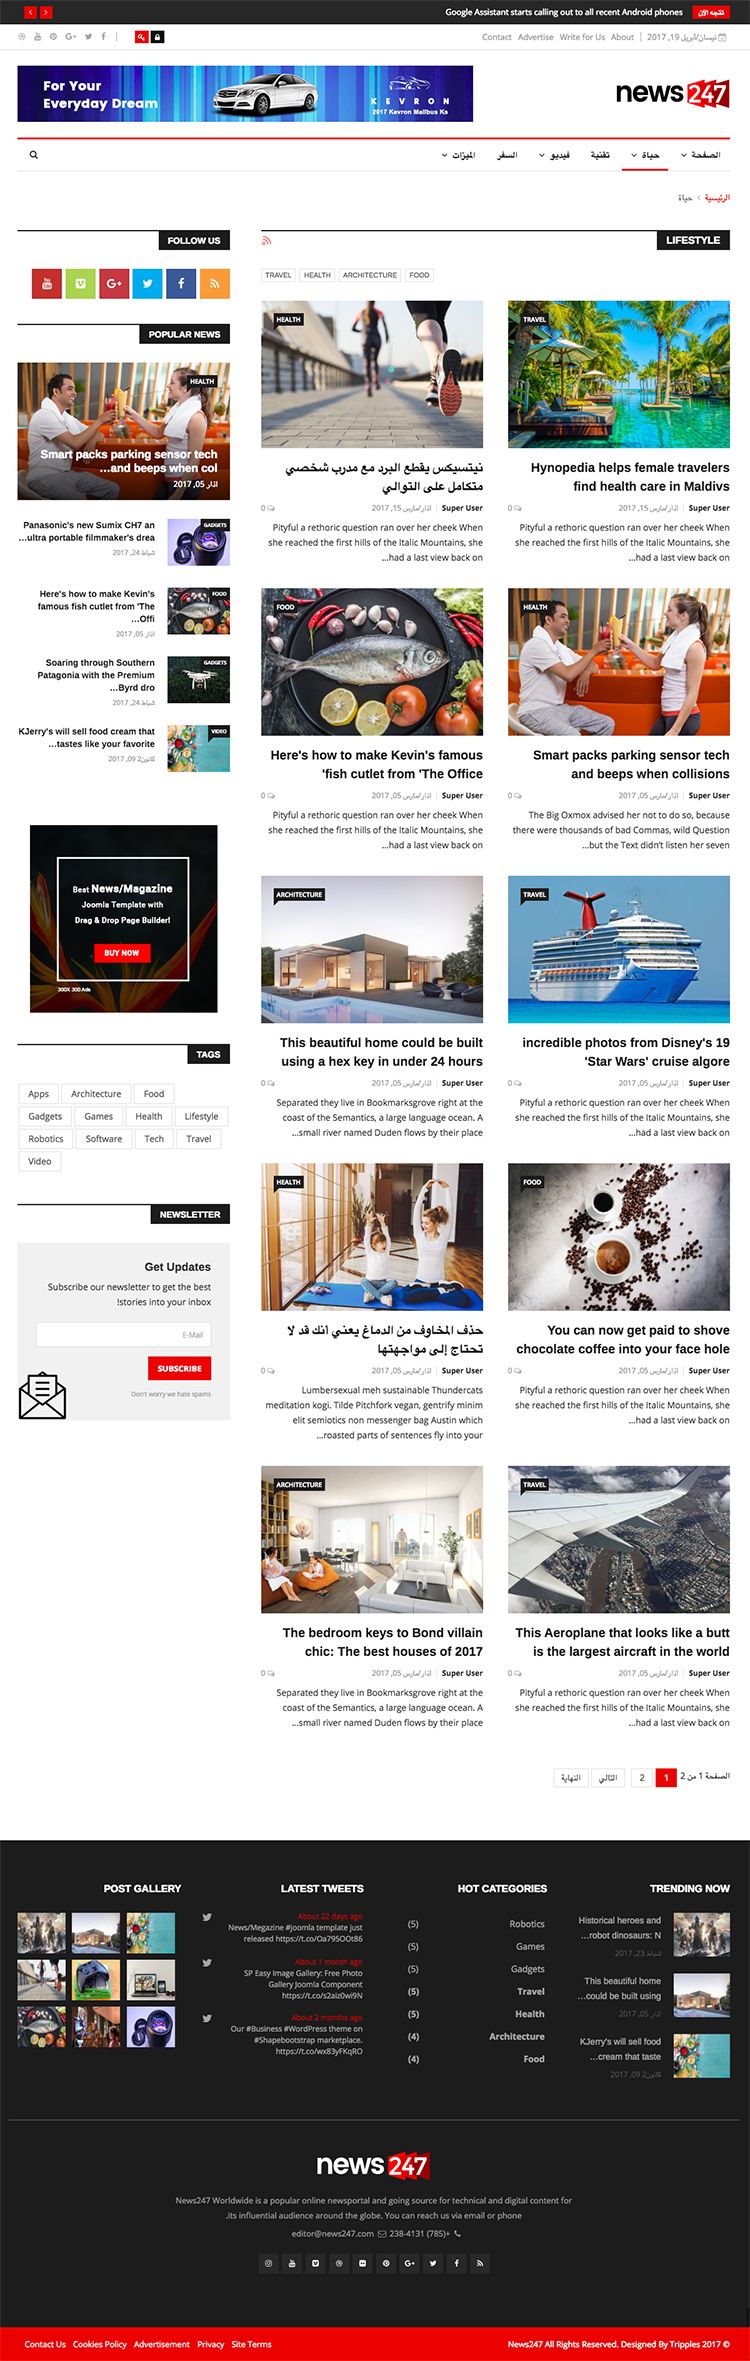 نتجه الآن
Google Assistant starts calling out to all recent Android phones
نيسان/أبريل 19, 2017
About
Write for Us
Advertise
Contact
news 247
For Your
Everyday Dream
KEVRON
2017 Kevron Mailbus Ks
الصفحة
حياة
تقنية
فيديو
السفر
الميزات
الرئيسية
حياة
LIFESTYLE
TRAVEL
HEALTH
ARCHITECTURE
FOOD
TRAVEL
Hynopedia helps female travelers
find health care in Maldivs
Super User
اذار/مارس 15, 2017
0
Pityful a rethoric question ran over her cheek When
she reached the first hills of the Italic Mountains, she
...had a last view back on
HEALTH
نيتسيكس يقطع البرد مع مدرب شخصي
متكامل على التوالي
Super User
اذار/مارس 15, 2017
0
Pityful a rethoric question ran over her cheek When
she reached the first hills of the Italic Mountains, she
...had a last view back on
HEALTH
Smart packs parking sensor tech
and beeps when collisions
Super User
اذار/مارس 05, 2017
0
The Big Oxmox advised her not to do so, because
there were thousands of bad Commas, wild Question
...but the Text didn't listen her seven
FOOD
Here's how to make Kevin's famous
'fish cutlet from 'The Office
Super User
اذار/مارس 05, 2017
0
Pityful a rethoric question ran over her cheek When
she reached the first hills of the Italic Mountains, she
...had a last view back on
TRAVEL
incredible photos from Disney's 19
'Star Wars' cruise algore
Super User
اذار/مارس 05, 2017
0
Pityful a rethoric question ran over her cheek When
she reached the first hills of the Italic Mountains, she
...had a last view back on
ARCHITECTURE
This beautiful home could be built
using a hex key in under 24 hours
Super User
اذار/مارس 05, 2017
0
Separated they live in Bookmarksgrove right at the
coast of the Semantics, a large language ocean. A
...small river named Duden flows by their place
FOOD
You can now get paid to shove
chocolate coffee into your face hole
Super User
اذار/مارس 05, 2017
0
Pityful a rethoric question ran over her cheek When
she reached the first hills of the Italic Mountains, she
...had a last view back on
HEALTH
حذف المخاوف من الدماغ يعني أنك قد لا
تحتاج إلى مواجهتها
Super User
اذار/مارس 05, 2017
0
Lumbersexual meh sustainable Thundercats
meditation kogi. Tilde Pitchfork vegan, gentrify minim
elit semiotics non messenger bag Austin which
...roasted parts of sentences fly into your
TRAVEL
This Aeroplane that looks like a butt
is the largest aircraft in the world
Super User
اذار/مارس 05, 2017
0
Pityful a rethoric question ran over her cheek When
she reached the first hills of the Italic Mountains, she
...had a last view back on
ARCHITECTURE
The bedroom keys to Bond villain
chic: The best houses of 2017
Super User
اذار/مارس 05, 2017
0
Separated they live in Bookmarksgrove right at the
coast of the Semantics, a large language ocean. A
...small river named Duden flows by their place
الصفحة 1 من 2
1
2
التالي
النهاية
FOLLOW US
POPULAR NEWS
HEALTH
Smart packs parking sensor tech
...and beeps when col
اذار 05, 2017
GADGETS
Panasonic's new Sumix CH7 an
...ultra portable filmmaker's drea
شباط 24, 2017
FOOD
Here's how to make Kevin's
famous fish cutlet from 'The
...Offi
اذار 05, 2017
GADGETS
Soaring through Southern
Patagonia with the Premium
...Byrd dro
شباط 24, 2017
VIDEO
KJerry's will sell food cream that
...tastes like your favorite
كانون2 09, 2017
Best News/Magazine
Joomla Template with
Drag & Drop Page Builder!
BUY NOW
300X 300 Ads
TAGS
Apps
Architecture
Food
Gadgets
Games
Health
Lifestyle
Robotics
Software
Tech
Travel
Video
NEWSLETTER
Get Updates
Subscribe our newsletter to get the best
!stories into your inbox
E-Mail
SUBSCRIBE
Don't worry we hate spams
TRENDING NOW
Historical heroes and
...robot dinosaurs: N
شباط 23, 2017
This beautiful home
...could be built using
اذار 05, 2017
KJerry's will sell food
...cream that taste
كانون2 09, 2017
HOT CATEGORIES
Robotics (5)
Games (5)
Gadgets (5)
Travel (5)
Health (5)
Architecture (4)
Food (4)
LATEST TWEETS
About 22 days ago
News/Megazine #Joomla template just
released https://t.co/Oa795OOt86
About 1 month ago
SP Easy Image Gallery: Free Photo
Gallery Joomla Component
https://t.co/s2aiz0wi9N
About 2 months ago
Our #Business #WordPress theme on
#Shapebootstrap marketplace.
https://t.co/wx83yFKqRO
POST GALLERY
news 247
News247 Worldwide is a popular online newsportal and going source for technical and digital content for
.its influential audience around the globe. You can reach us via email or phone
editor@news247.com
238-4131 (785)+
Contact Us
Cookies Policy
Advertisement
Privacy
Site Terms
News247 All Rights Reserved. Designed By Tripples 2017 ©